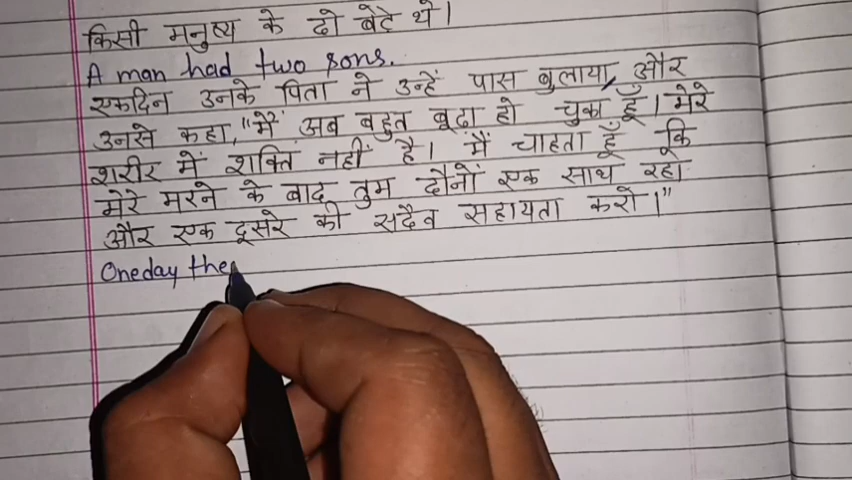 किसी मनुष्य के दो बेटे थे।
A man had two sons.
एकदिन उनके पिता ने उन्हें पास बुलाया, और
उनसे कहा, "मैं अब बहुत बूढ़ा हो चुका हूँ। मेरे
शरीर में शक्ति नहीं है। मैं चाहता हूँ कि
मेरे मरने के बाद तुम दौनों एक साथ रहो
और एक दूसरे की सदैव सहायता करो।"
Oneday the